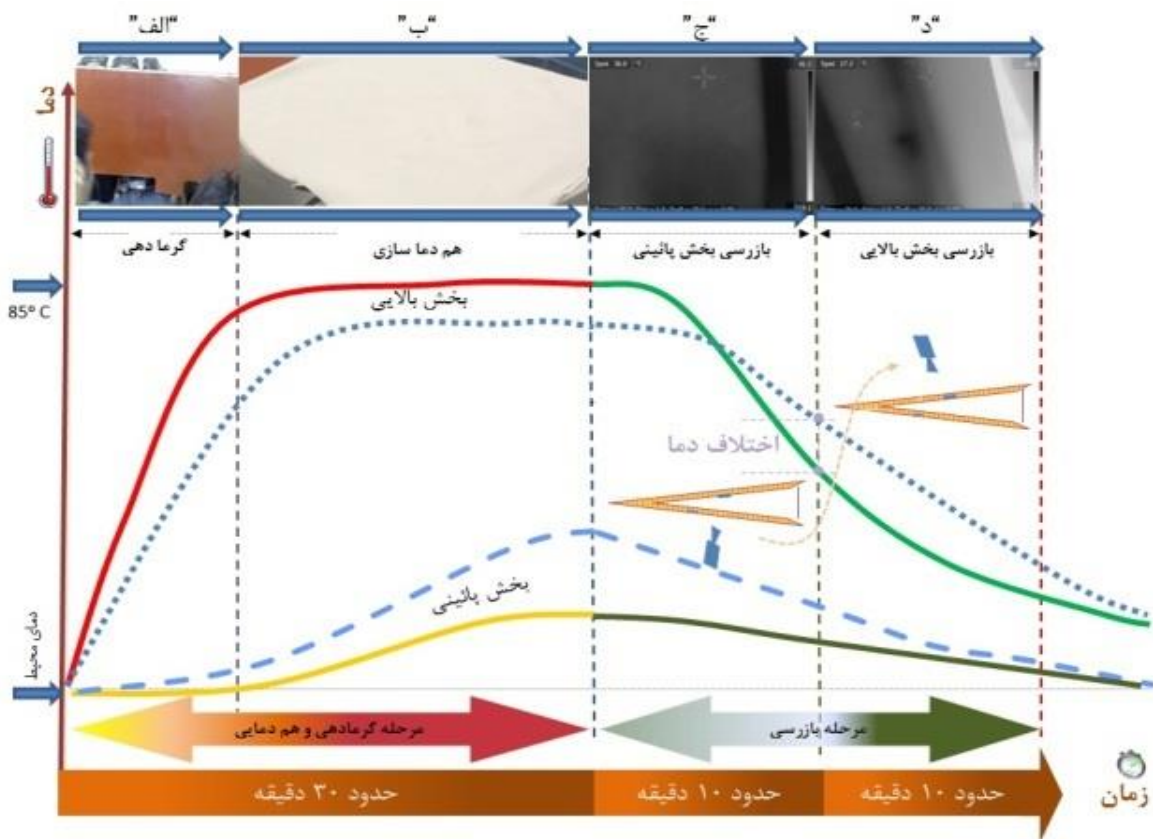 “الف”
“ب”
“ج”
“د”
دما
گرما دهی
هم دما سازی
بازرسی بخش پائینی
بازرسی بخش بالایی
85° C
بخش بالایی
اختلاف دما
بخش پائینی
دمای محیط
مرحله گرمادهی و هم دمایی
مرحله بازرسی
حدود ۳۰ دقیقه
حدود ۱۰ دقیقه
حدود ۱۰ دقیقه
زمان